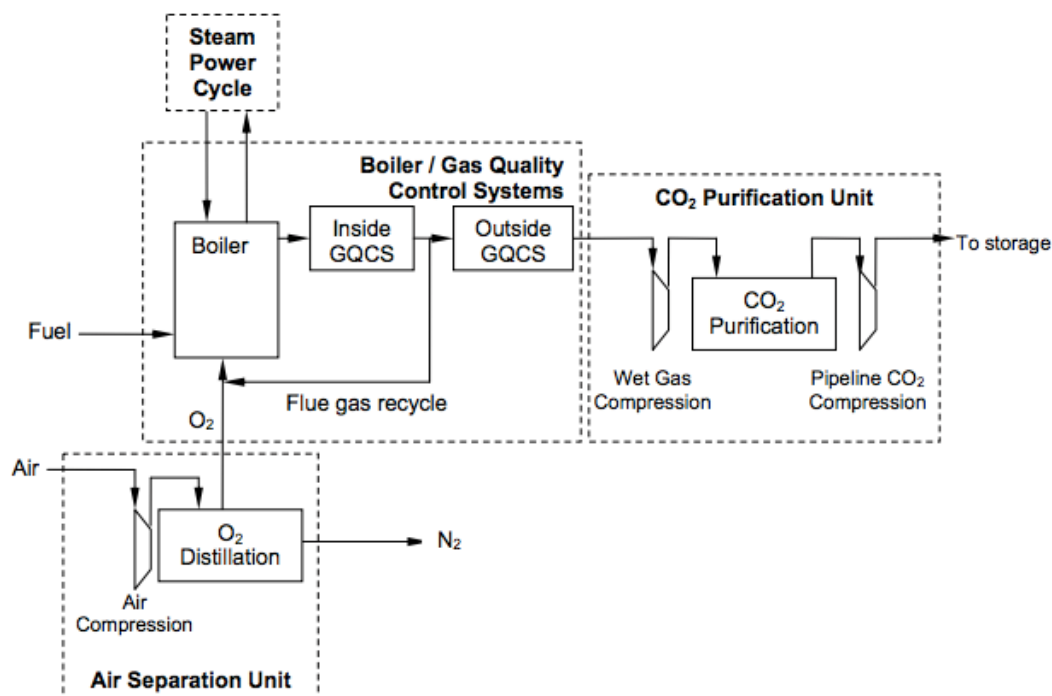 Steam
Power
Cycle
Boiler / Gas Quality
Control Systems
CO₂ Purification Unit
Boiler
Inside
GQCS
Outside
GQCS
To storage
CO₂
Purification
Fuel
Wet Gas
Compression
Pipeline CO₂
Compression
Flue gas recycle
O₂
Air
O₂
Distillation
N₂
Air
Compression
Air Separation Unit